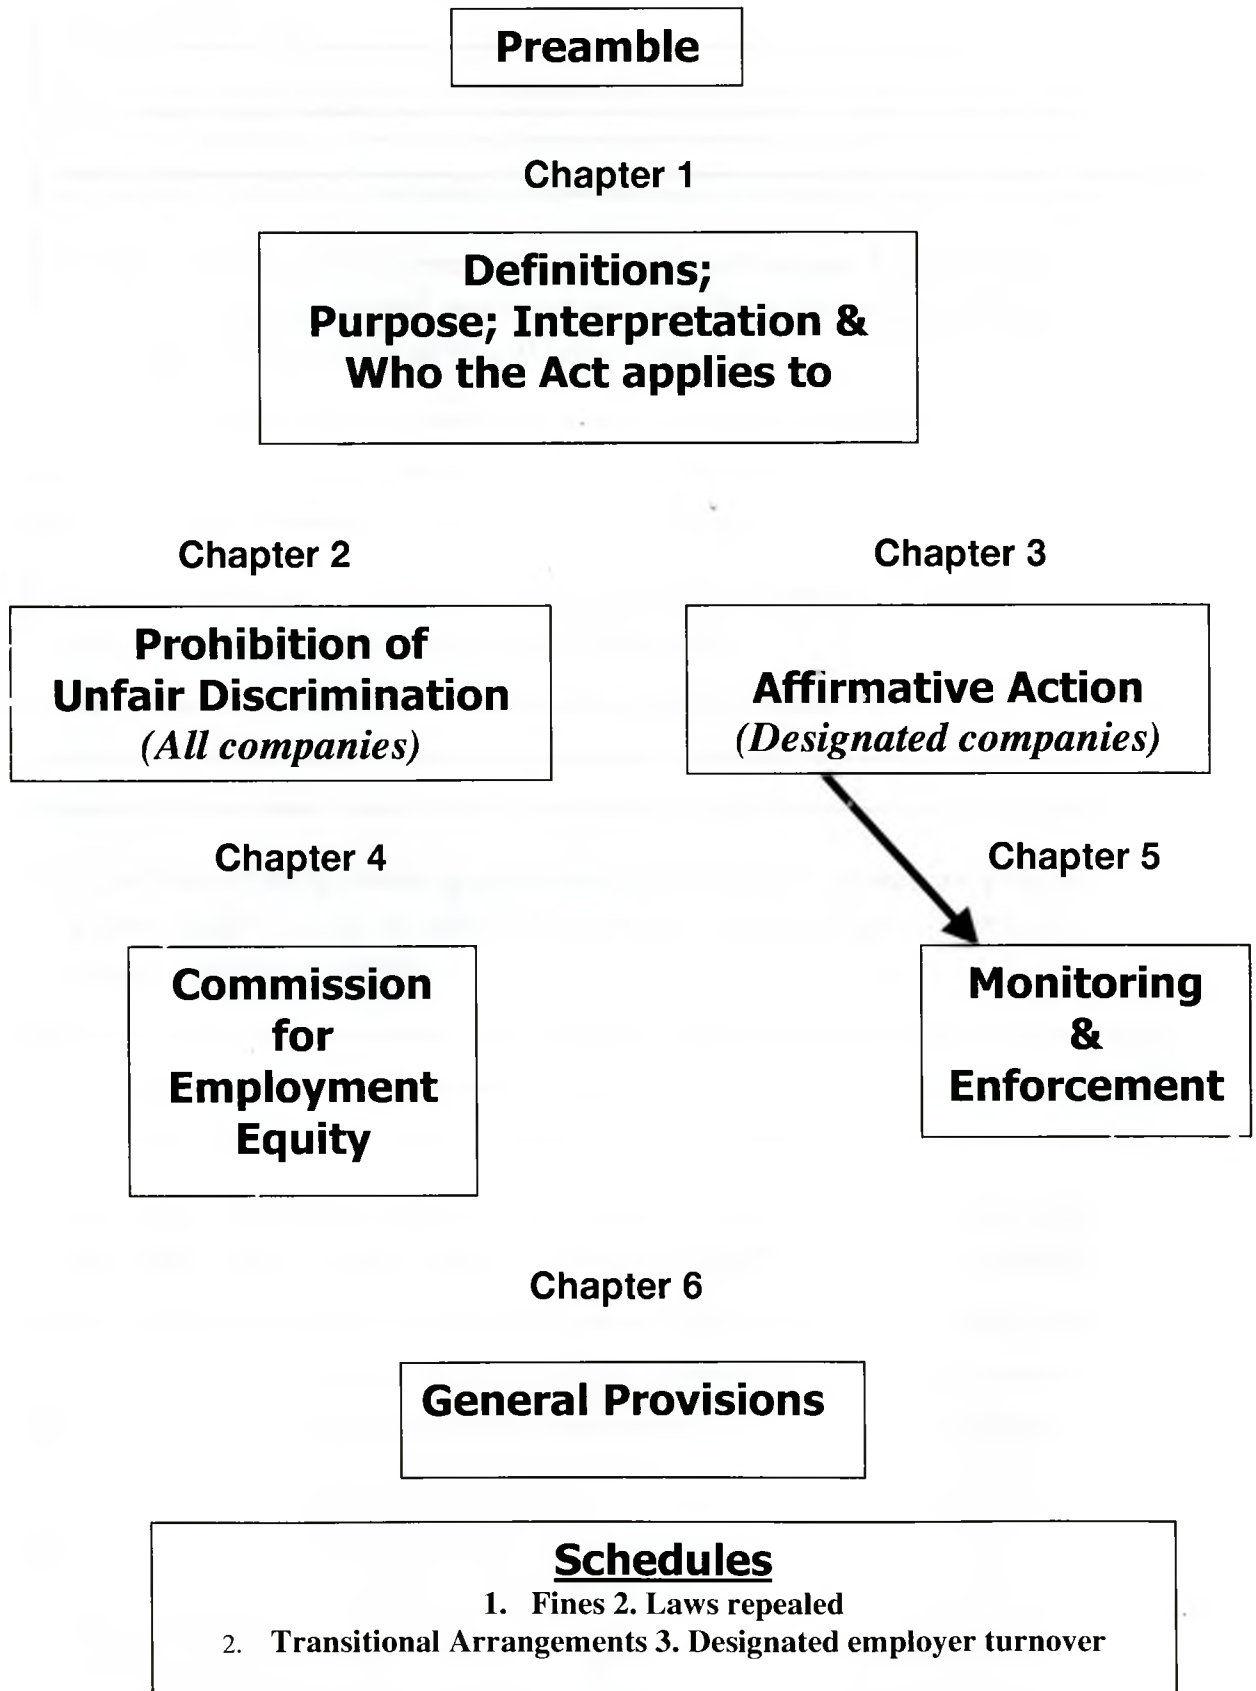 Preamble
Chapter 1
Definitions;
Purpose; Interpretation &
Who the Act applies to
Chapter 2
Prohibition of
Unfair Discrimination
(All companies)
Chapter 3
Affirmative Action
(Designated companies)
Chapter 4
Commission
for
Employment
Equity
Chapter 5
Monitoring
&
Enforcement
Chapter 6
General Provisions
Schedules
1. Fines 2. Laws repealed
2. Transitional Arrangements 3. Designated employer turnover